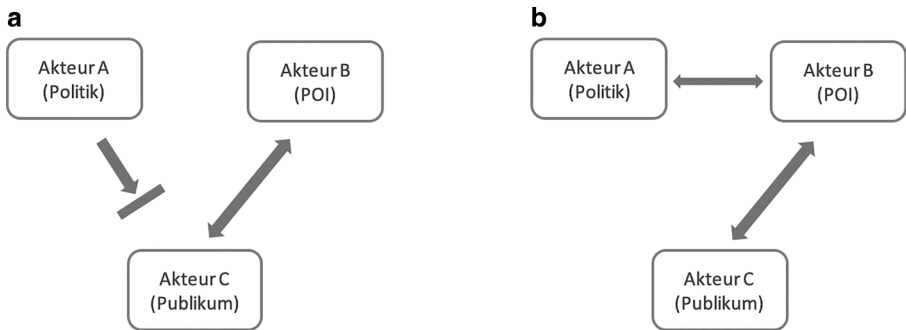 a
Akteur A
(Politik)
Akteur B
(POI)
Akteur C
(Publikum)
b
Akteur A
(Politik)
Akteur B
(POI)
Akteur C
(Publikum)